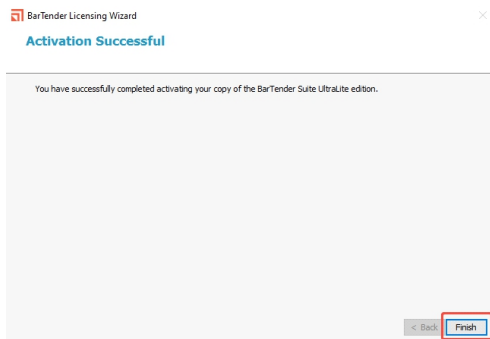 BarTender Licensing Wizard
Activation Successful
You have successfully completed activating your copy of the BarTender Suite UltraLite edition.
< Back Finish